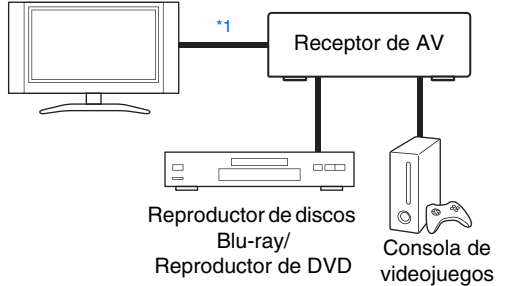 *1
Receptor de AV
Reproductor de discos
Blu-ray/
Reproductor de DVD
Consola de
videojuegos